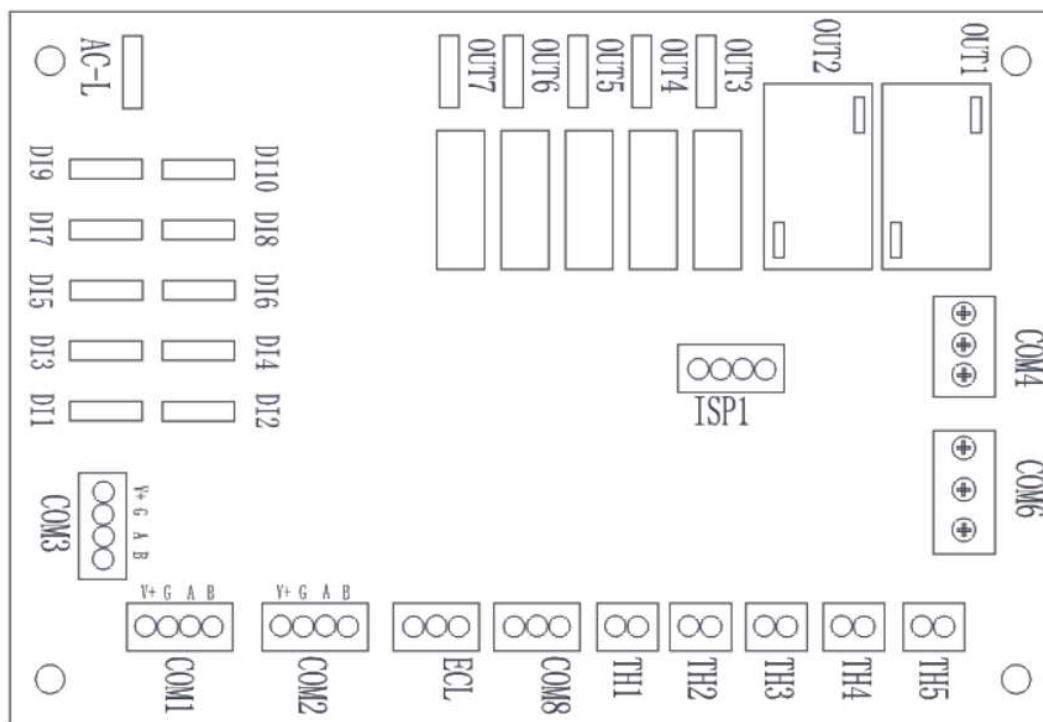 AC-L
OUT7
OUT6
OUT5
OUT4
OUT3
OUT2
OUT1
DI9
DI10
DI7
DI8
DI5
DI6
DI3
DI4
DI1
DI2
ISP1
COM4
COM6
COM3
V+ G A B
V+ G A B
V+ G A B
COM1
COM2
ECL
COM8
TH1
TH2
TH3
TH4
TH5